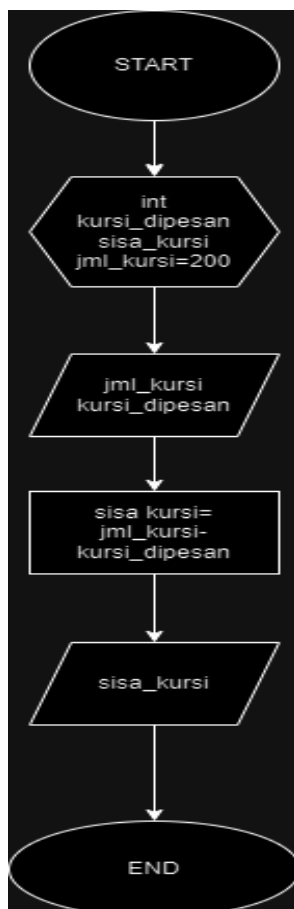 START
int
kursi_dipesan
sisa_kursi
jml_kursi=200
jml_kursi
kursi_dipesan
sisa kursi=
jml_kursi-
kursi_dipesan
sisa_kursi
END